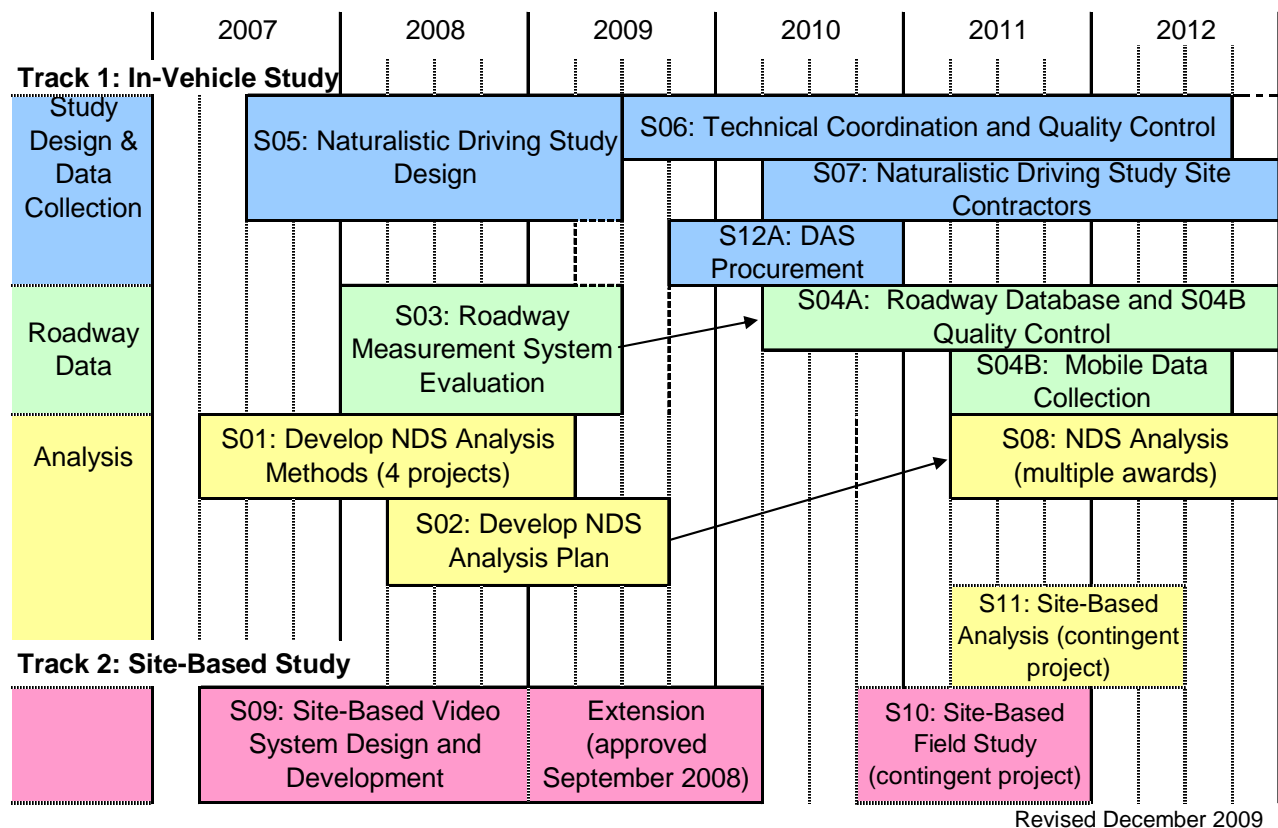 2007 2008 2009 2010 2011 2012
Track 1: In-Vehicle Study
Study
Design &
Data
Collection
S05: Naturalistic Driving Study
Design
S06: Technical Coordination and Quality Control
S07: Naturalistic Driving Study Site
Contractors
S12A: DAS
Procurement
Roadway
Data
S03: Roadway
Measurement System
Evaluation
S04A: Roadway Database and S04B
Quality Control
S04B: Mobile Data
Collection
Analysis
S01: Develop NDS Analysis
Methods (4 projects)
S02: Develop NDS
Analysis Plan
S08: NDS Analysis
(multiple awards)
S11: Site-Based
Analysis (contingent
project)
Track 2: Site-Based Study
S09: Site-Based Video
System Design and
Development
Extension
(approved
September 2008)
S10: Site-Based
Field Study
(contingent project)
Revised December 2009